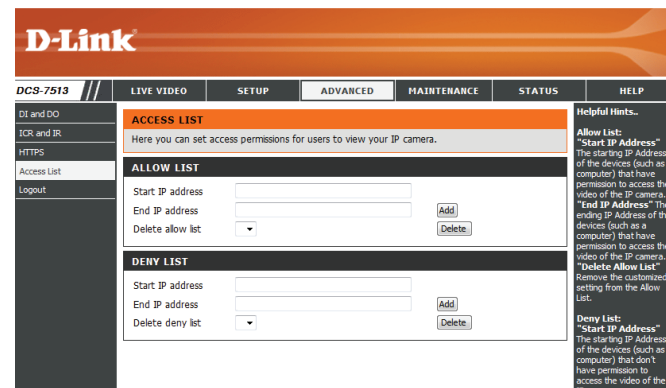 D-Link
DCS-7513
LIVE VIDEO SETUP ADVANCED MAINTENANCE STATUS HELP
DI and DO
ICR and IR
HTTPS
Access List
Logout
ACCESS LIST
Here you can set access permissions for users to view your IP camera.
ALLOW LIST
Start IP address
End IP address Add
Delete allow list Delete
DENY LIST
Start IP address
End IP address Add
Delete deny list Delete
Helpful Hints..
Allow List:
"Start IP Address"
The starting IP Address
of the devices (such as
computer) that have
permission to access the
video of the IP camera.
"End IP Address" The
ending IP Address of the
devices (such as a
computer) that have
permission to access the
video of the IP camera.
"Delete Allow List"
Remove the customized
setting from the Allow
List.
Deny List:
"Start IP Address"
The starting IP Address
of the devices (such as
computer) that don't
have permission to
access the video of the